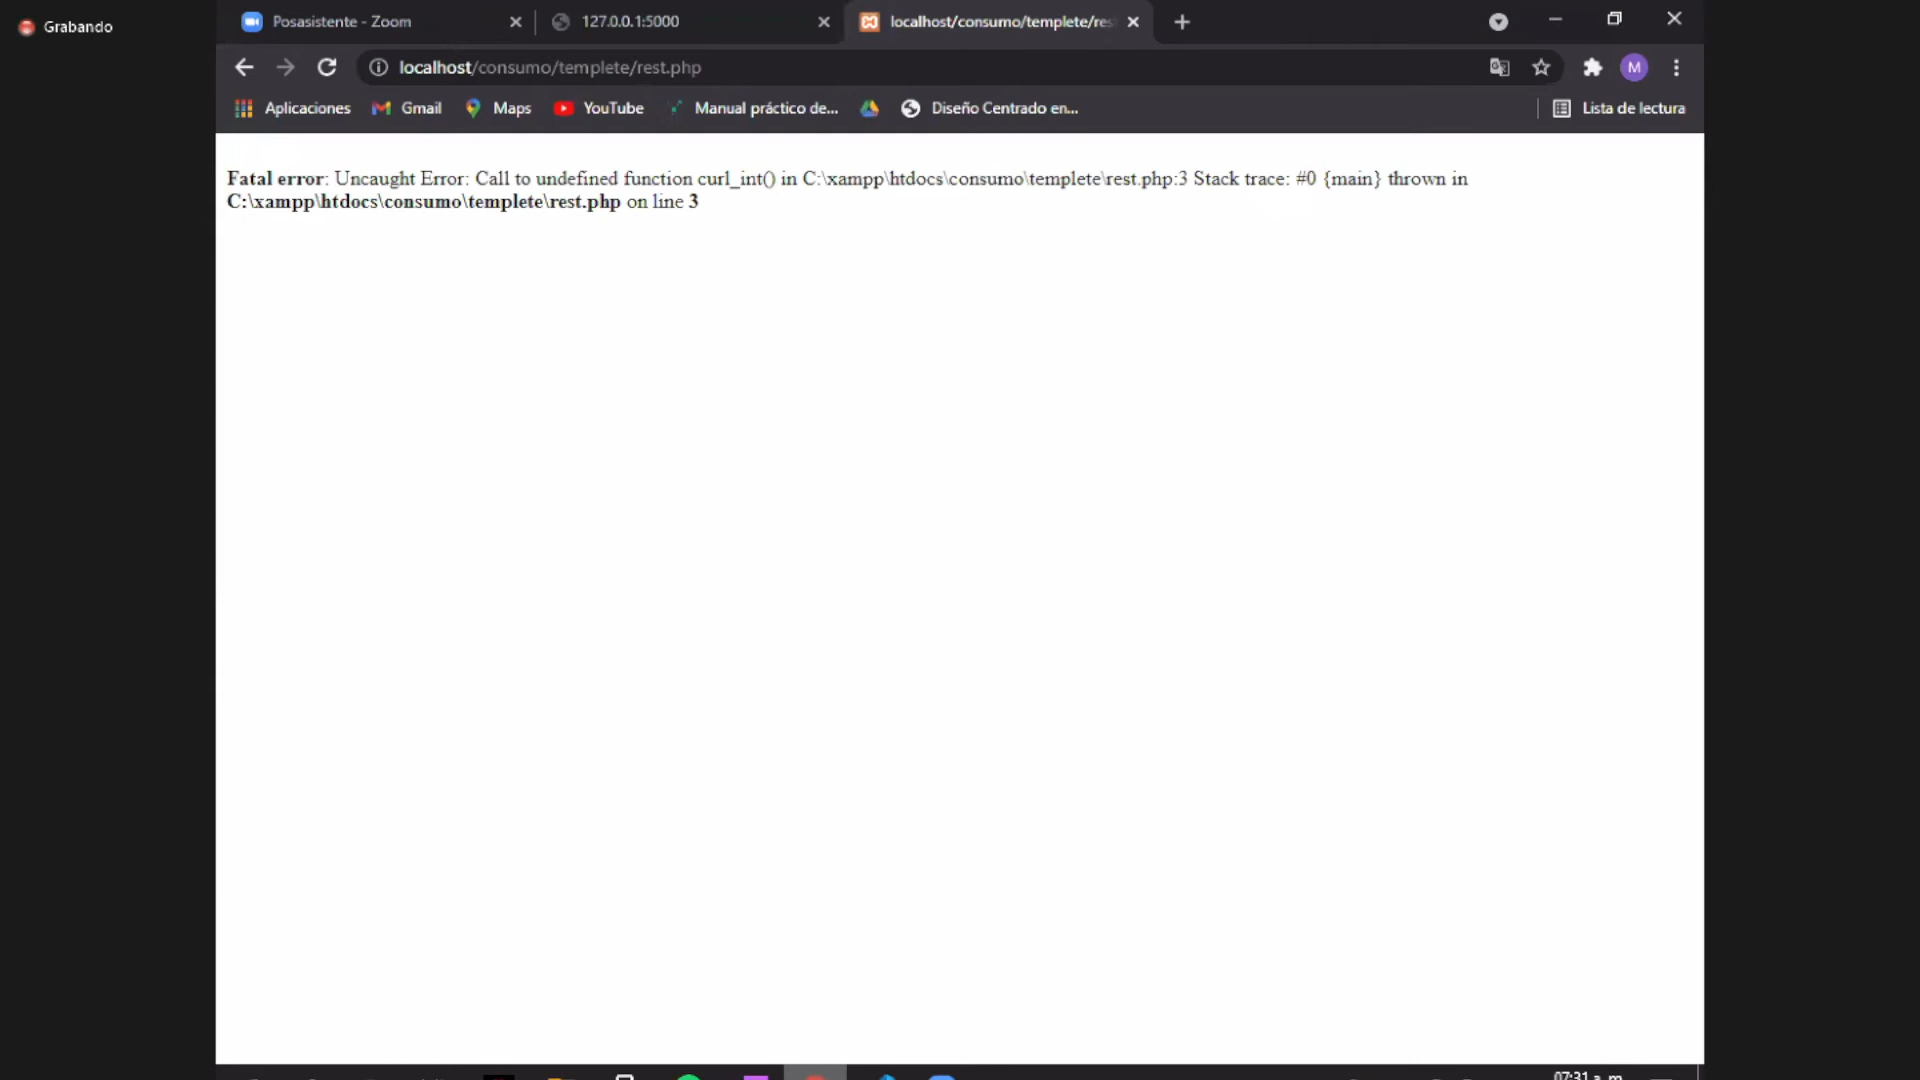 Grabando
Posasistente - Zoom
127.0.0.1:5000
localhost/consumo/templete/res
localhost/consumo/templete/rest.php
M
Aplicaciones
Gmail
Maps
YouTube
Manual práctico de...
Diseño Centrado en...
Lista de lectura
Fatal error: Uncaught Error: Call to undefined function curl_int() in C:\xampp\htdocs\consumo\templete\rest.php:3 Stack trace: #0 {main} thrown in
C:\xampp\htdocs\consumo\templete\rest.php on line 3
07:31 a. m.